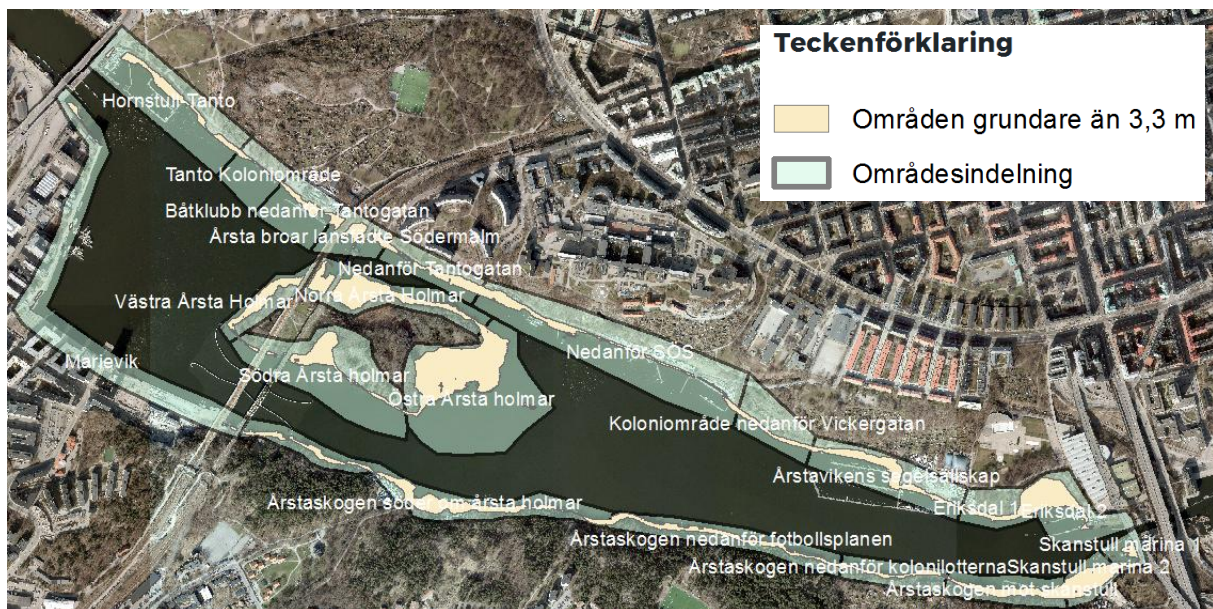 Teckenförklaring
Områden grundare än 3,3 m
Områdesindelning
Hornstull-Tanto
Tanto Koloniområde
Båtklubb nedanför Tantogatan
Årsta broar lanstädte Södermalm
Nedanför Tantogatan
Västra Årsta Holmar
Norra Årsta Holmar
Marievik
Södra Årsta holmar
Östra Årsta holmar
Nedanför SÖS
Koloniområde nedanför Vickergatan
Årstavikens segelsällskap
Årstaskogen söder om årsta holmar
Eriksdal 1
Eriksdal 2
Årstaskogen nedanför fotbollsplanen
Skanstull marina 1
Årstaskogen nedanför kolonilotterna
Skanstull marina 2
Årstaskogen mot skanstull